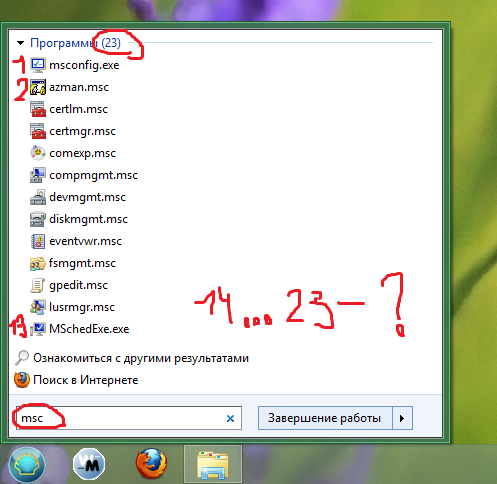 Программы (23)
1 msconfig.exe
2 azman.msc
certlm.msc
certmgr.msc
comexp.msc
compmgmt.msc
devmgmt.msc
diskmgmt.msc
eventvwr.msc
fsmgmt.msc
gpedit.msc
lusrmgr.msc
14...23-?
13 MSchedExe.exe
Ознакомиться с другими результатами
Поиск в Интернете
msc
Завершение работы